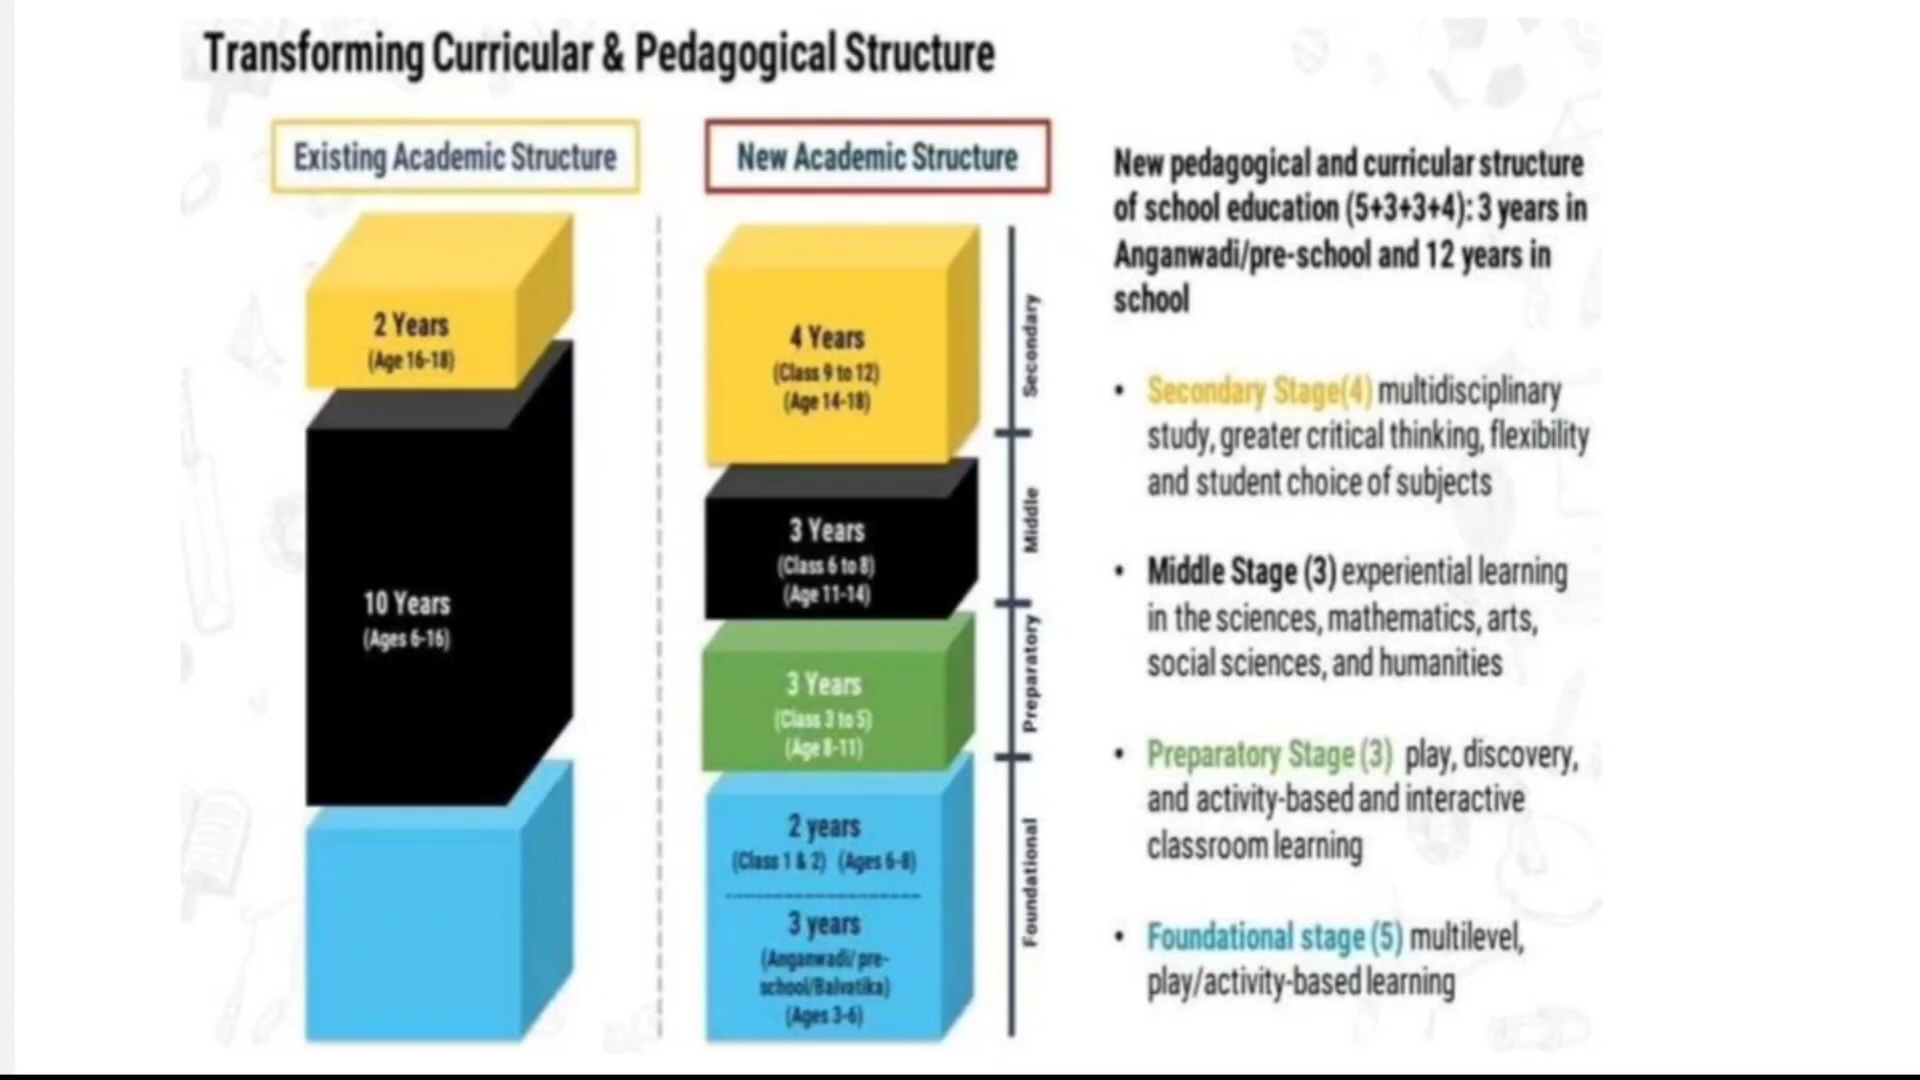 Transforming Curricular & Pedagogical Structure
Existing Academic Structure
2 Years
(Age 16-18)
10 Years
(Ages 6-16)
New Academic Structure
4 Years
(Class 9 to 12)
(Age 14-18)
3 Years
(Class 6 to 8)
(Age 11-14)
3 Years
(Class 3 to 5)
(Age 8-11)
2 years
(Class 1 & 2) (Ages 6-8)
3 years
(Anganwadi/ pre-
school/Balvatika)
(Ages 3-6)
Secondary
Middle
Preparatory
Foundational
New pedagogical and curricular structure
of school education (5+3+3+4): 3 years in
Anganwadi/pre-school and 12 years in
school
• Secondary Stage(4) multidisciplinary
study, greater critical thinking, flexibility
and student choice of subjects
• Middle Stage (3) experiential learning
in the sciences, mathematics, arts,
social sciences, and humanities
• Preparatory Stage (3) play, discovery,
and activity-based and interactive
classroom learning
• Foundational stage (5) multilevel,
play/activity-based learning